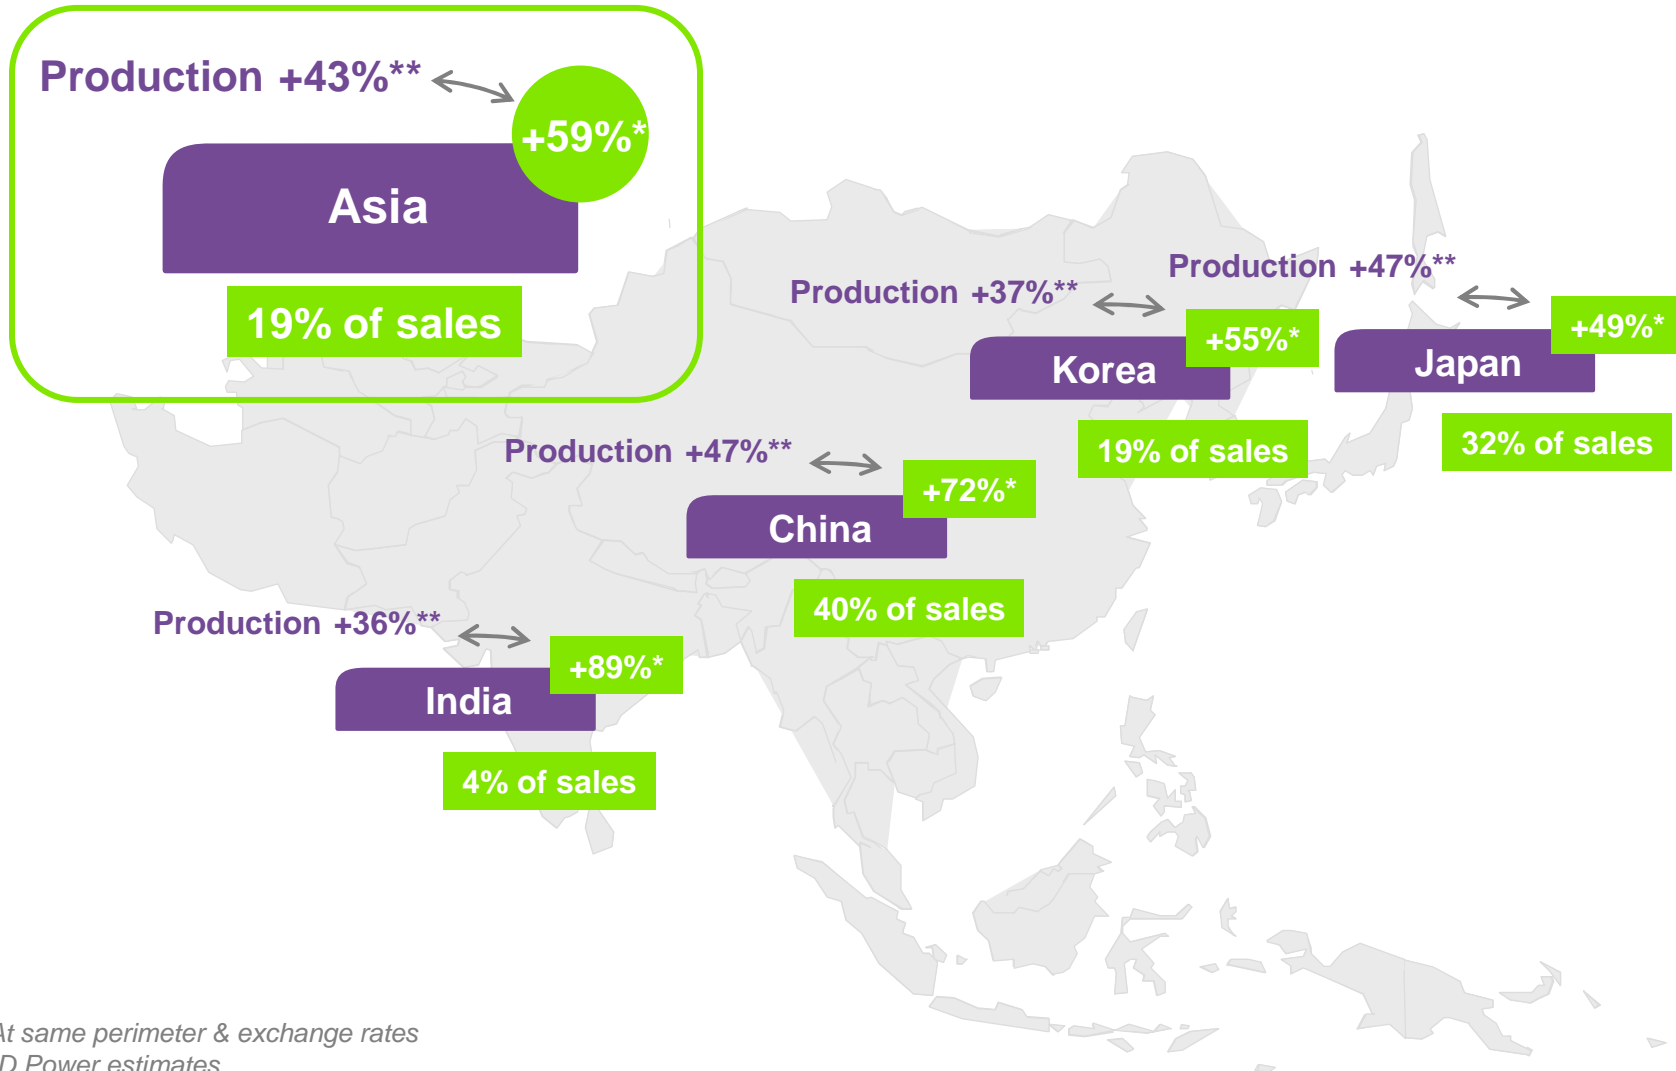 Production +43%**
+59%*
Asia
19% of sales
Production +47%**
Production +37%**
+49%*
+55%*
Japan
Korea
32% of sales
19% of sales
Production +47%**
+72%*
China
40% of sales
Production +36%**
+89%*
India
4% of sales
At same perimeter & exchange rates
D Power estimates